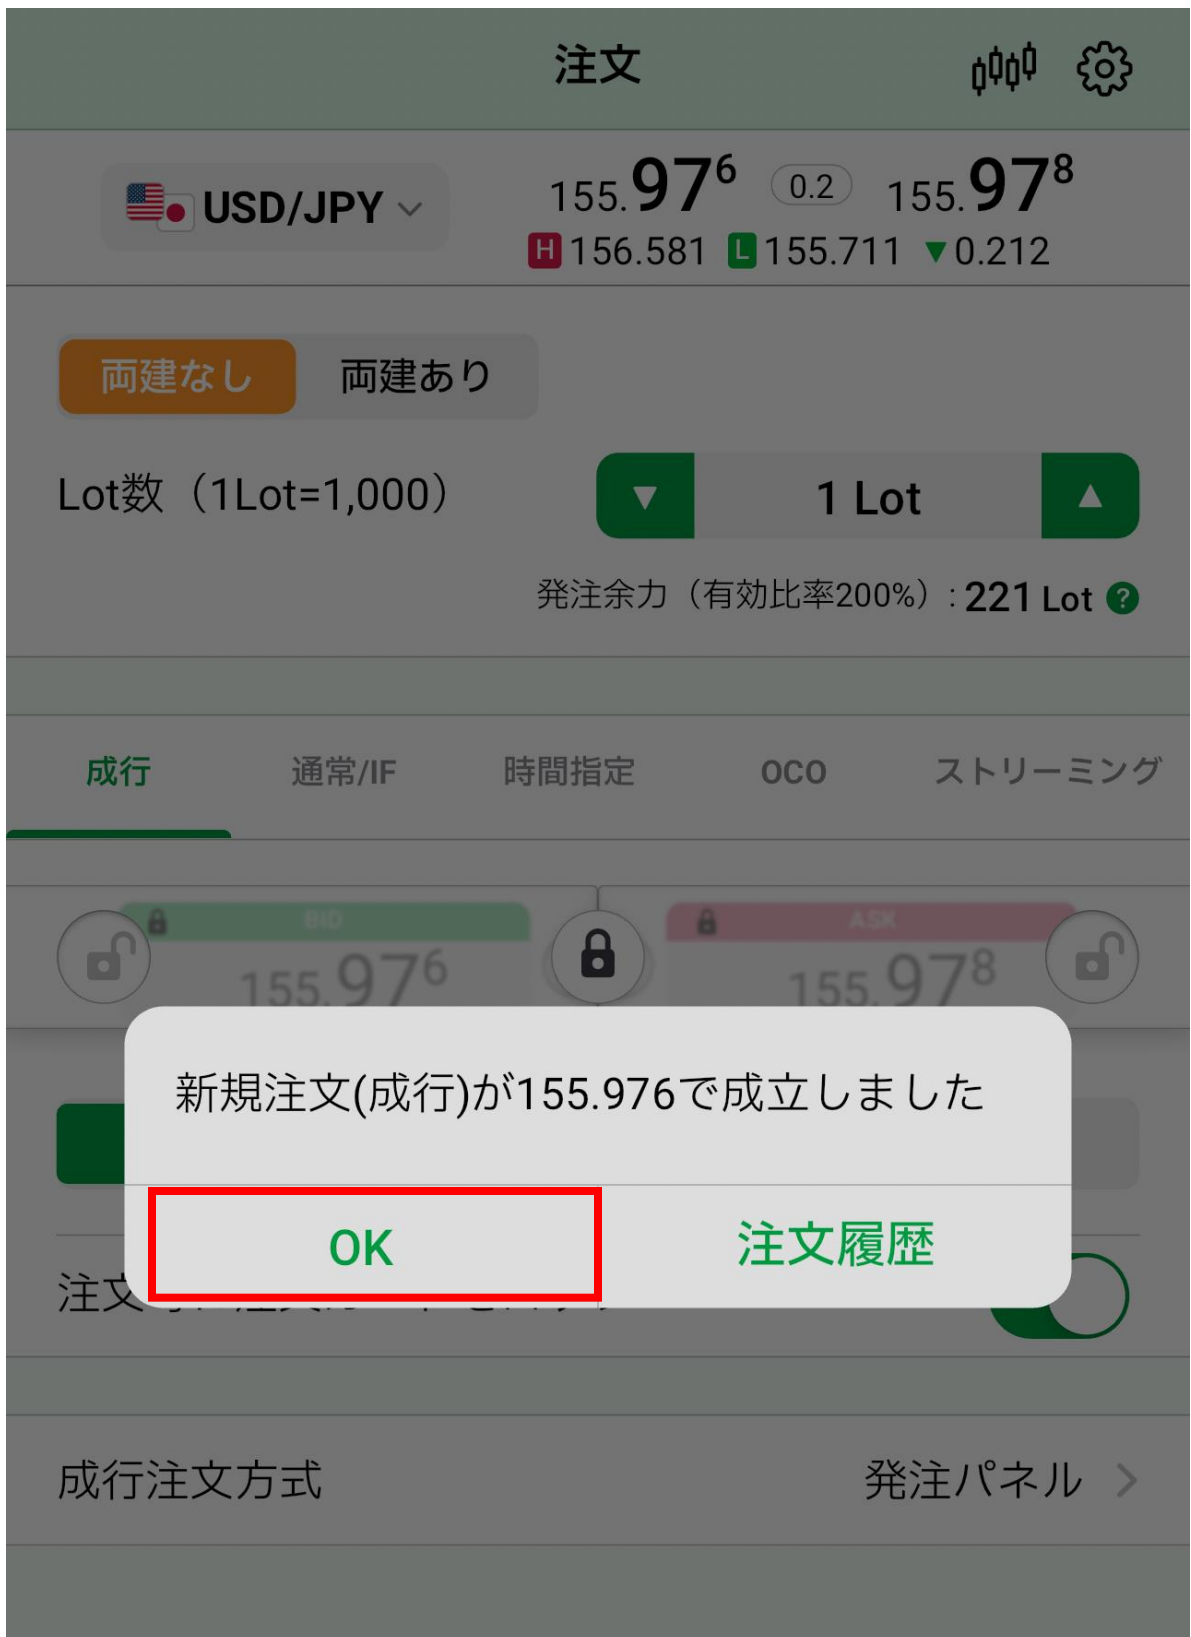 注文
USD/JPY 155.976 0.2 155.978
H 156.581 L 155.711 ▼0.212
両建なし 両建あり
Lot数（1Lot=1,000） ▼ 1 Lot ▲
発注余力（有効比率200%）: 221 Lot ?
成行 通常/IF 時間指定 OCO ストリーミング
BID ASK
155.976 155.978
新規注文(成行)が155.976で成立しました
OK 注文履歴
注文
成行注文方式 発注パネル